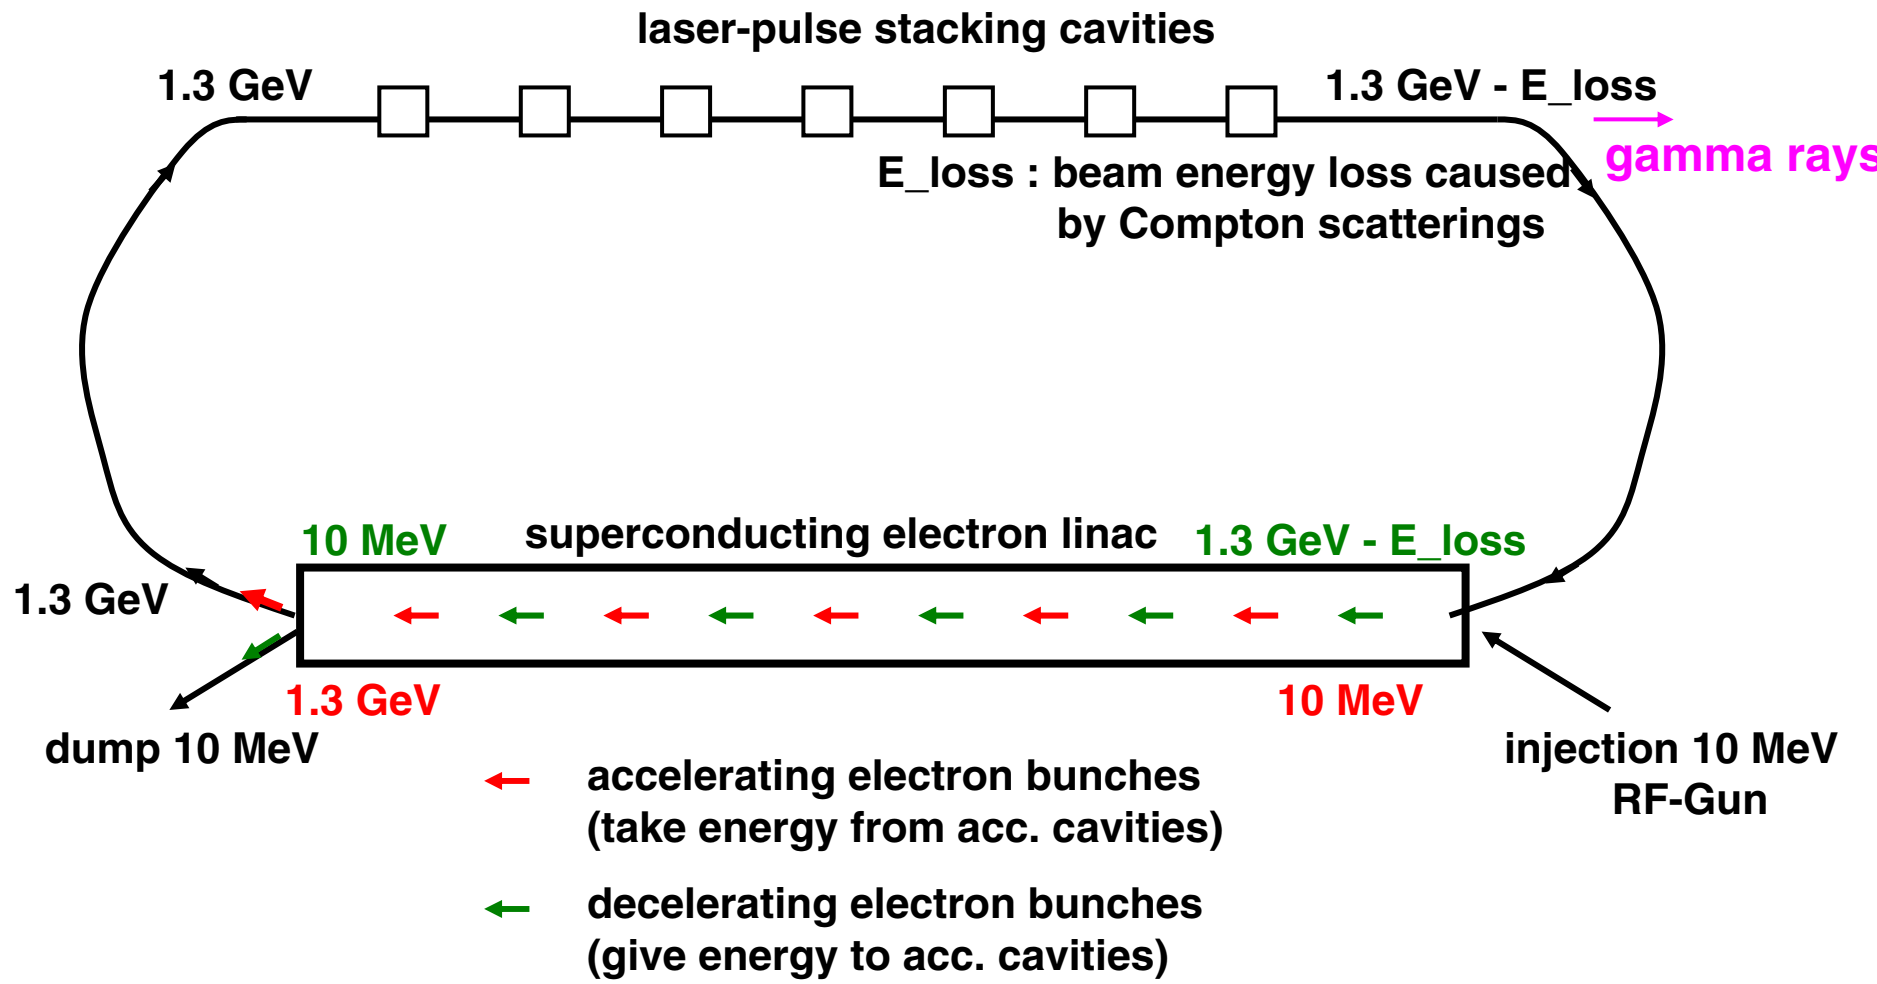 laser-pulse stacking cavities
1.3 GeV
1.3 GeV - E_loss
gamma rays
E_loss : beam energy loss caused
by Compton scatterings
10 MeV
superconducting electron linac
1.3 GeV - E_loss
1.3 GeV
1.3 GeV
10 MeV
dump 10 MeV
injection 10 MeV
RF-Gun
accelerating electron bunches
(take energy from acc. cavities)
decelerating electron bunches
(give energy to acc. cavities)